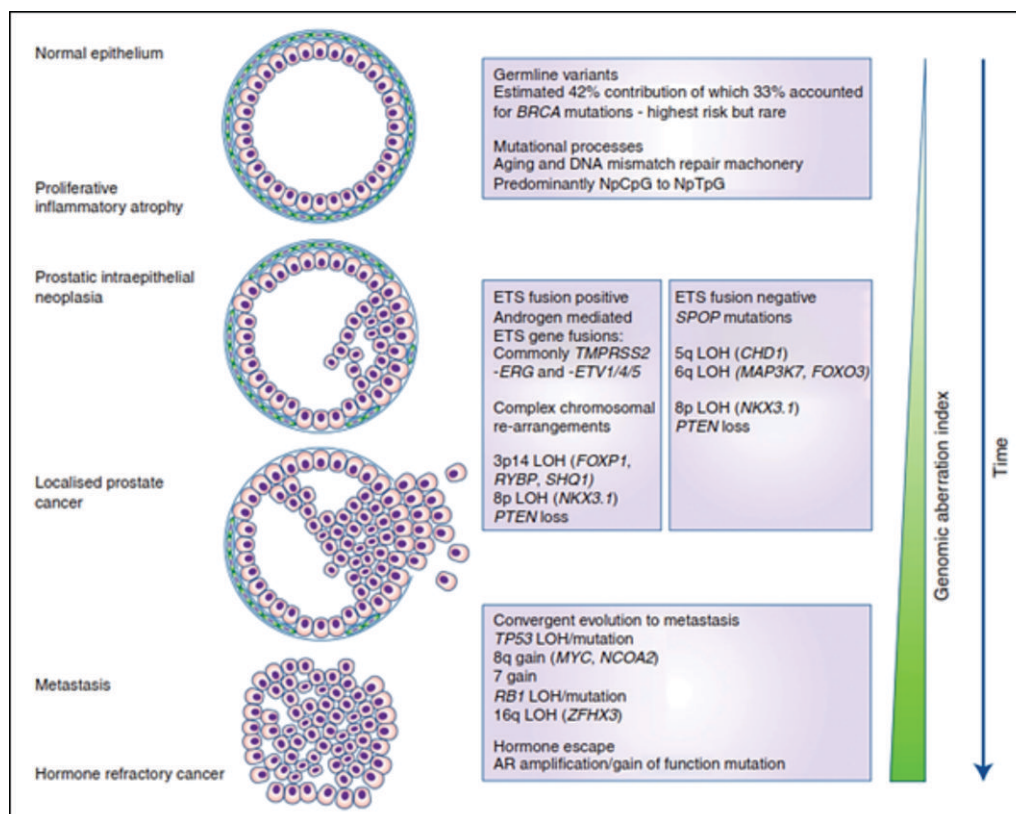 Normal epithelium
Proliferative
inflammatory atrophy
Prostatic intraepithelial
neoplasia
Localised prostate
cancer
Metastasis
Hormone refractory cancer
Germline variants
Estimated 42% contribution of which 33% accounted
for BRCA mutations - highest risk but rare
Mutational processes
Aging and DNA mismatch repair machonery
Predominantly NpCpG to NpTpG
ETS fusion positive
Androgen mediated
ETS gene fusions:
Commonly TMPRSS2
-ERG and -ETV1/4/5
Complex chromosomal
re-arrangements
3p14 LOH (FOXP1,
RYBP, SHQ1)
8p LOH (NKX3.1)
PTEN loss
ETS fusion negative
SPOP mutations
5q LOH (CHD1)
6q LOH (MAP3K7, FOXO3)
8p LOH (NKX3.1)
PTEN loss
Convergent evolution to metastasis
TP53 LOH/mutation
8q gain (MYC, NCOA2)
7 gain
RB1 LOH/mutation
16q LOH (ZFHX3)
Hormone escape
AR amplification/gain of function mutation
Genomic aberration index
Time